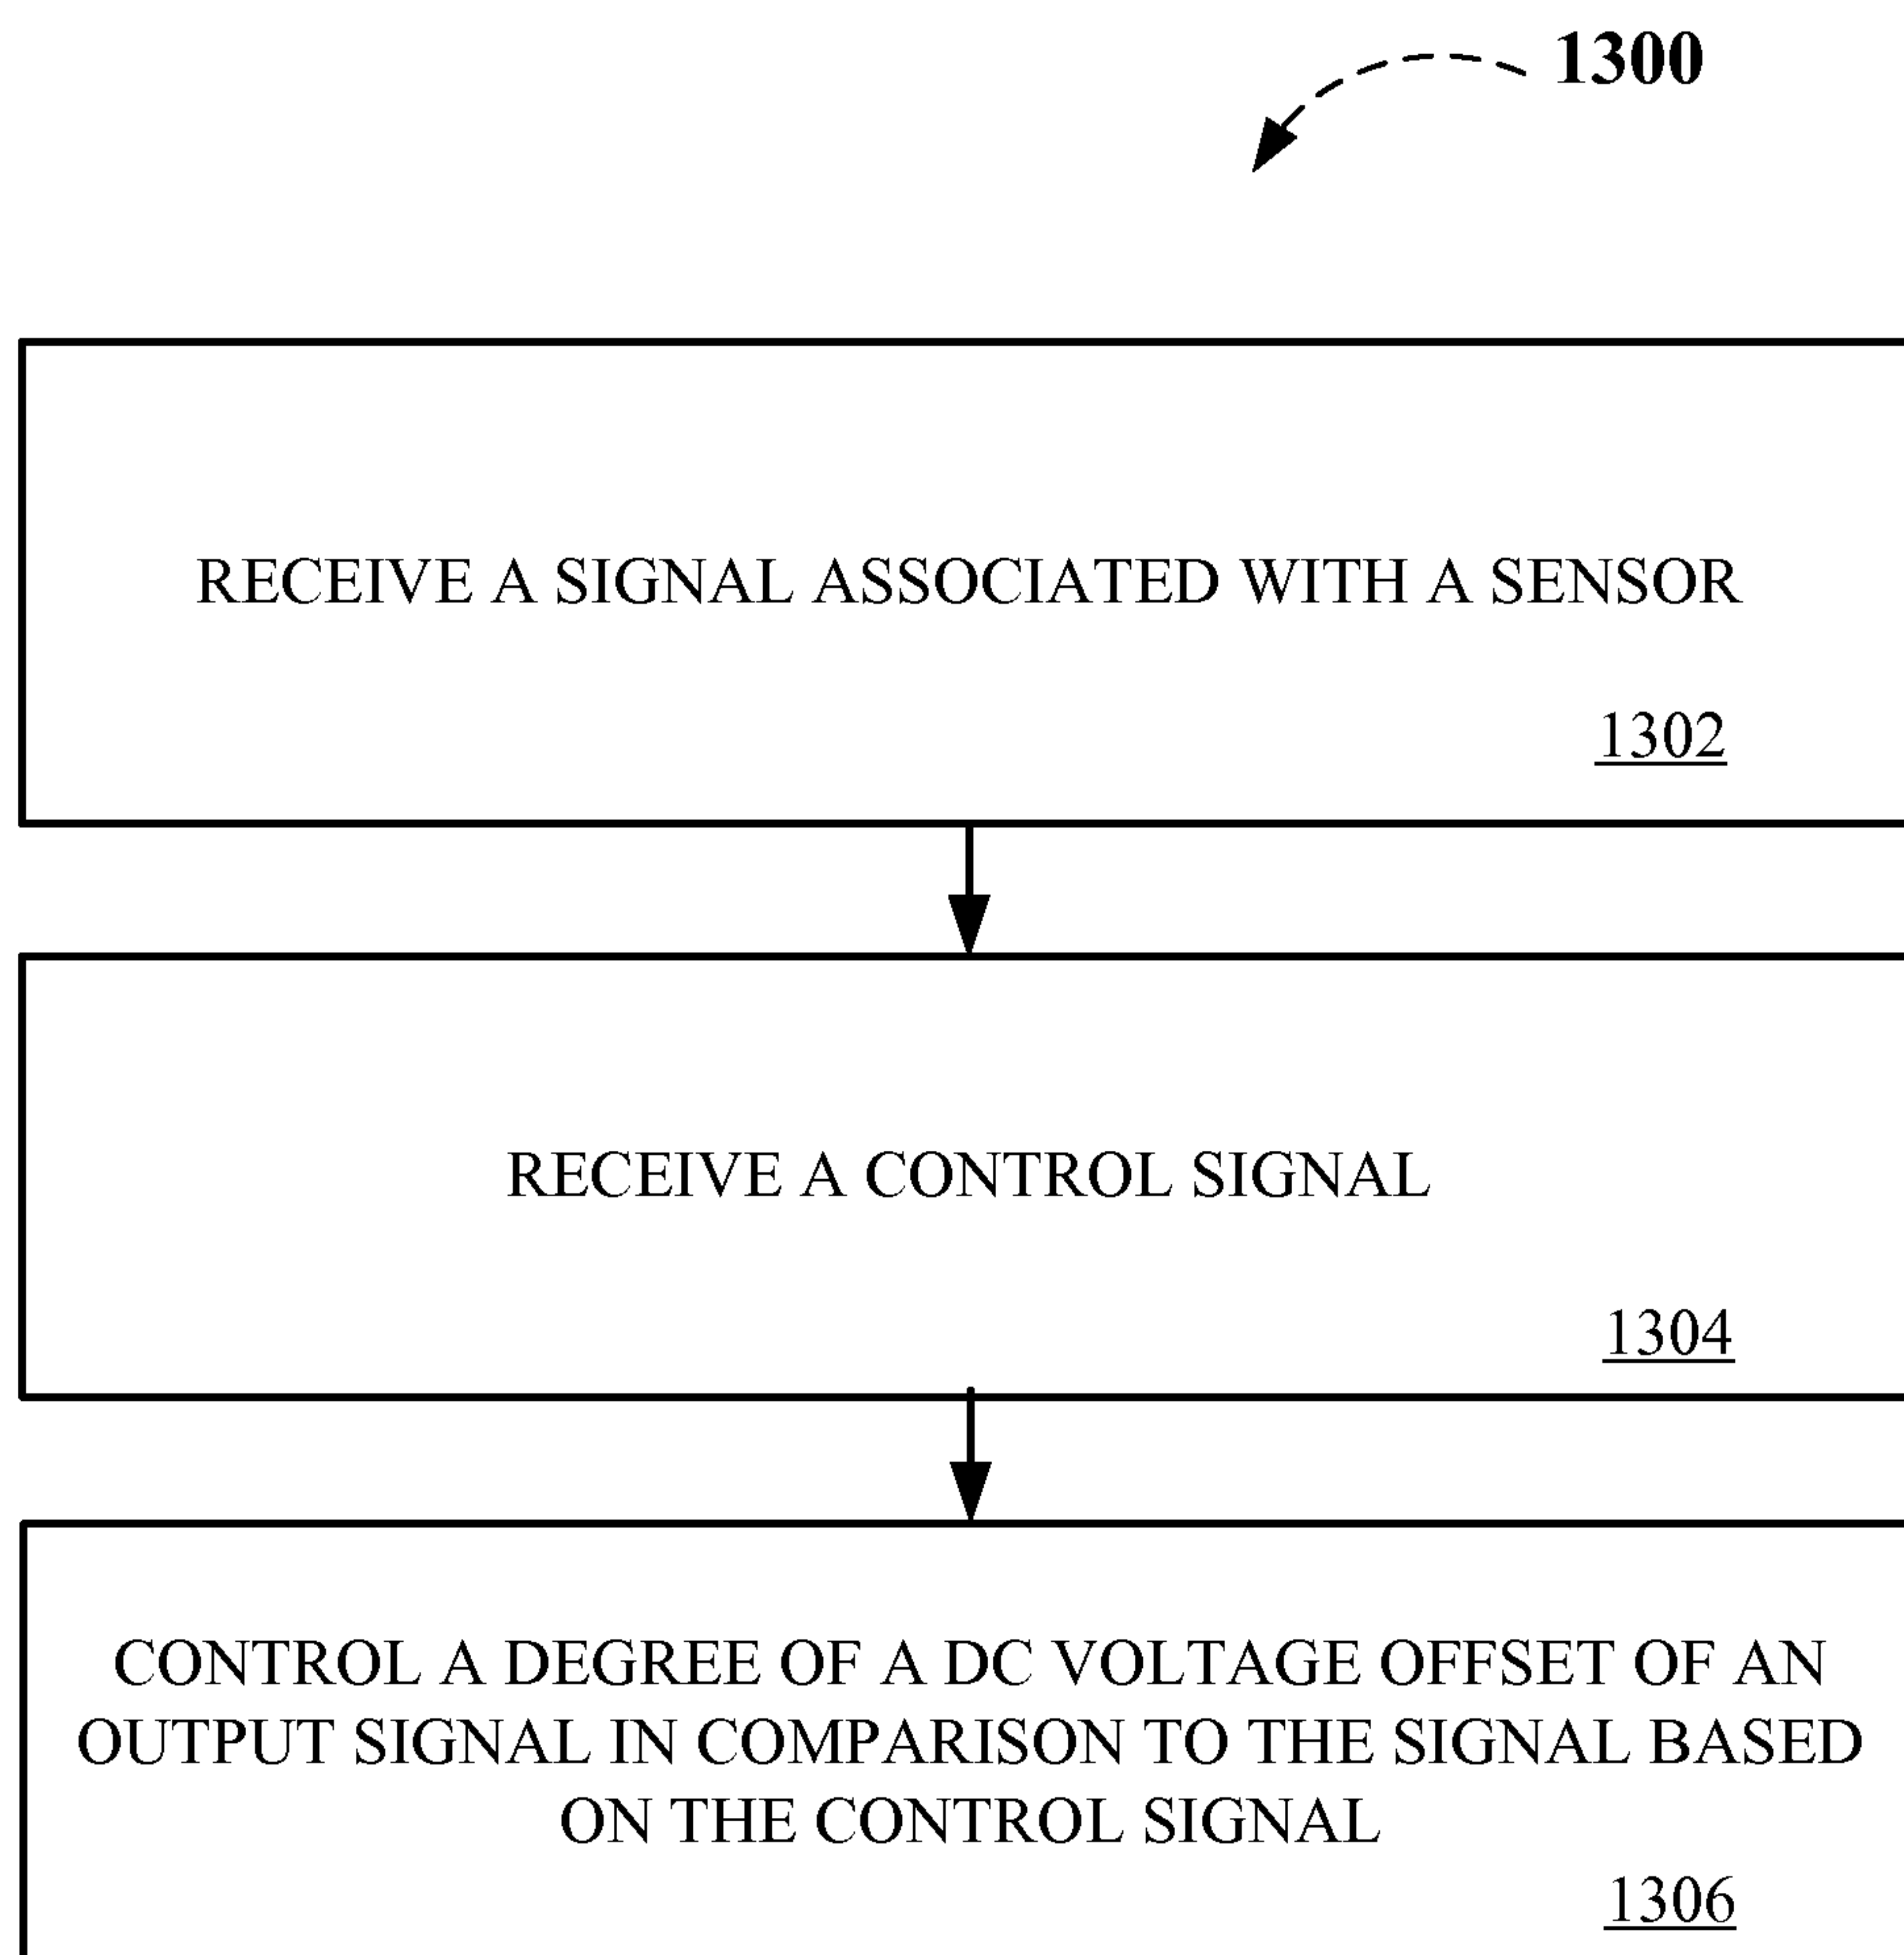 1300
RECEIVE A SIGNAL ASSOCIATED WITH A SENSOR
1302
RECEIVE A CONTROL SIGNAL
1304
CONTROL A DEGREE OF A DC VOLTAGE OFFSET OF AN
OUTPUT SIGNAL IN COMPARISON TO THE SIGNAL BASED
ON THE CONTROL SIGNAL
1306